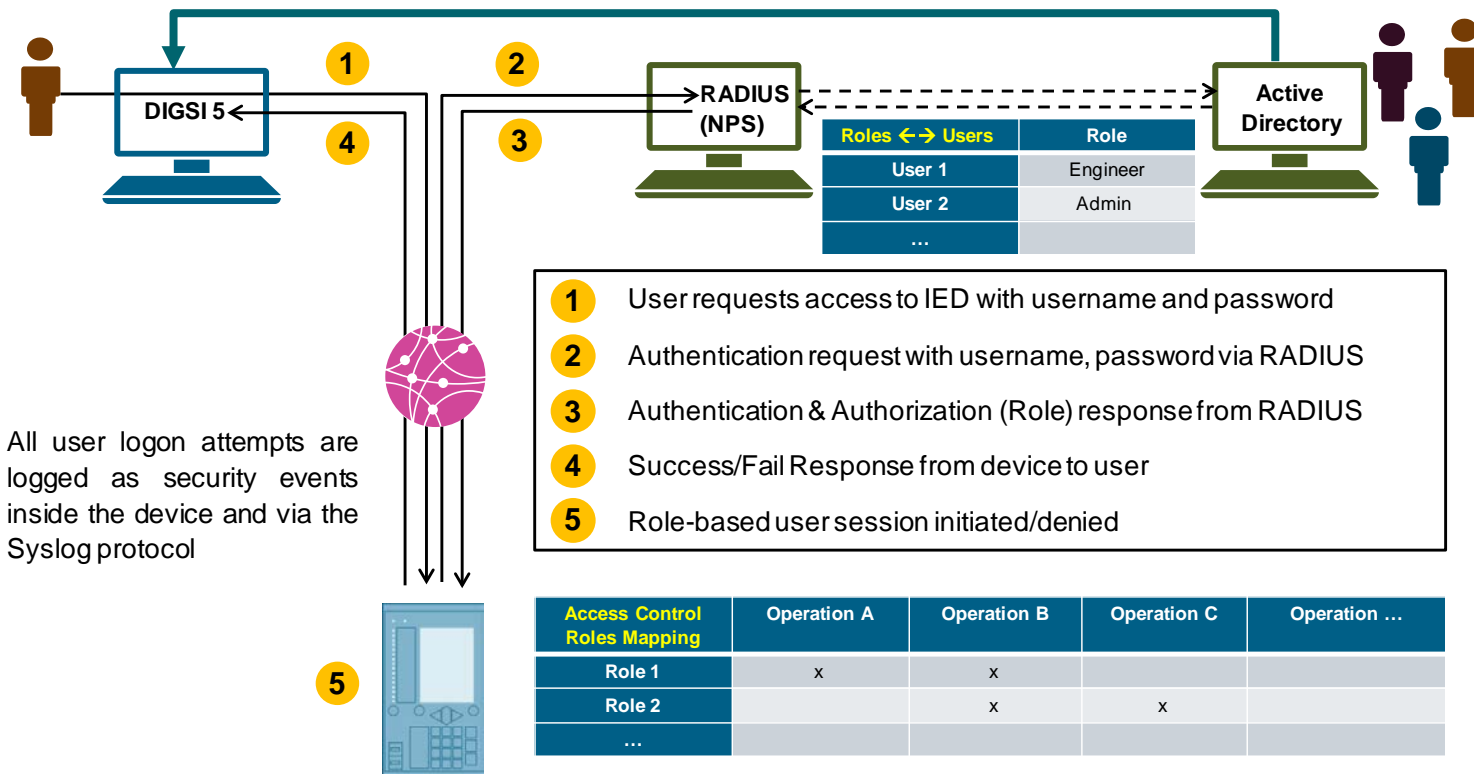 1
2
DIGSI 5
4
RADIUS
(NPS)
3
Active
Directory
Roles ←→ Users Role
User 1 Engineer
User 2 Admin
…
1 User requests access to IED with username and password
2 Authentication request with username, password via RADIUS
3 Authentication & Authorization (Role) response from RADIUS
4 Success/Fail Response from device to user
5 Role-based user session initiated/denied
All user logon attempts are
logged as security events
inside the device and via the
Syslog protocol
5
Access Control
Roles Mapping
Operation A Operation B Operation C Operation …
Role 1 x x
Role 2 x x
…